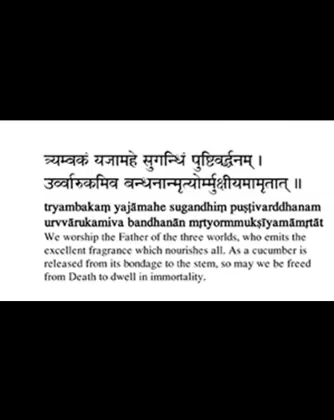 त्र्यम्वकं यजामहे सुगन्धिं पुष्टिवर्द्धनम् ।
उर्व्वारुकमिव बन्धनान्मृत्योर्म्मुक्षीयमामृतात् ॥
tryambakaṃ yajāmahe sugandhiṃ puṣṭivarddhanam
urvvārukamiva bandhanān mṛtyormmukṣīyamāmṛtāt
We worship the Father of the three worlds, who emits the
excellent fragrance which nourishes all. As a cucumber is
released from its bondage to the stem, so may we be freed
from Death to dwell in immortality.